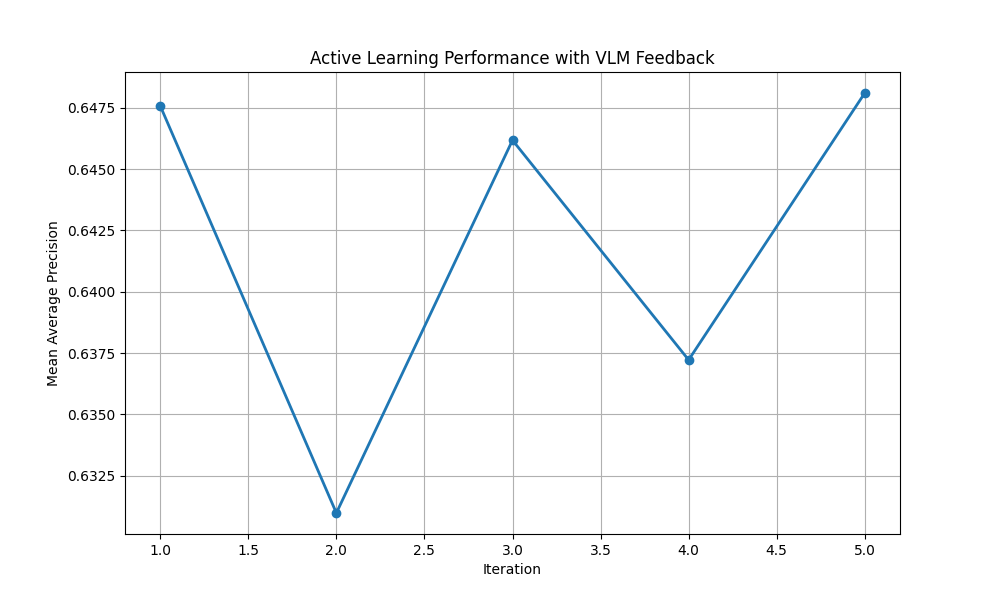 Active Learning Performance with VLM Feedback
Mean Average Precision
0.6475
0.6450
0.6425
0.6400
0.6375
0.6350
0.6325
1.0 1.5 2.0 2.5 3.0 3.5 4.0 4.5 5.0
Iteration